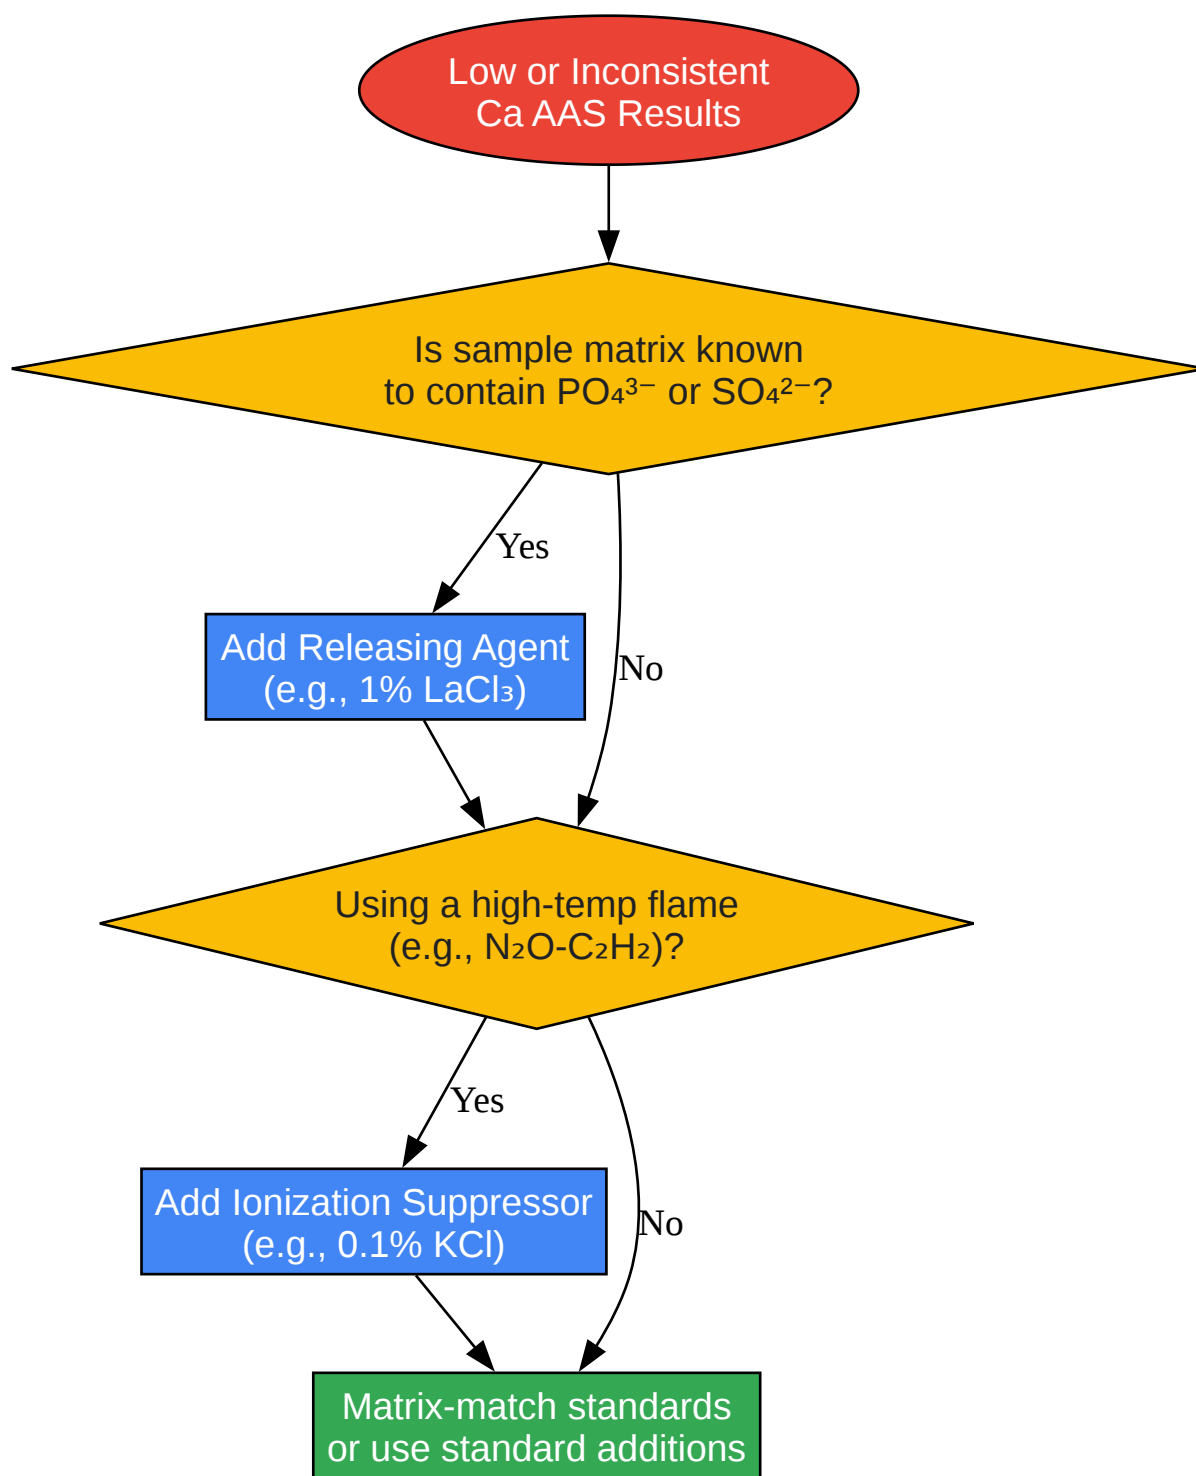 Low or Inconsistent
Ca AAS Results
Is sample matrix known
to contain PO₄³⁻ or SO₄²⁻?
Yes
Add Releasing Agent
(e.g., 1% LaCl₃)
No
Using a high-temp flame
(e.g., N₂O-C₂H₂)?
Yes
Add Ionization Suppressor
(e.g., 0.1% KCl)
No
Matrix-match standards
or use standard additions